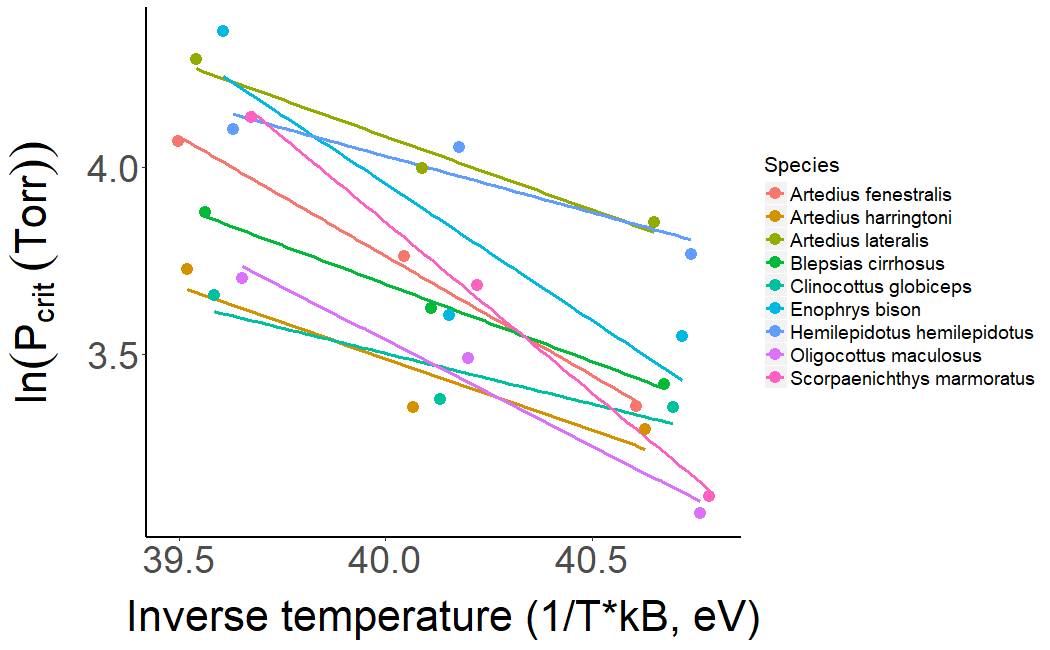 ln(Pcrit (Torr))
4.0
3.5
39.5 40.0 40.5
Inverse temperature (1/T*kB, eV)
Species
Artedius fenestralis
Artedius harringtoni
Artedius lateralis
Blepsias cirrhosus
Clinocottus globiceps
Enophrys bison
Hemilepidotus hemilepidotus
Oligocottus maculosus
Scorpaenichthys marmoratus